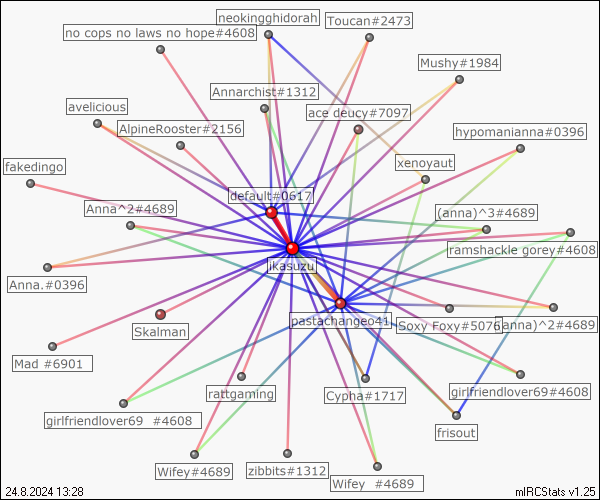 neokingghidorah
Toucan#2473
no cops no laws no hope#4608
Mushy#1984
Annarchist#1312
avelicious
ace deucy#7097
AlpineRooster#2156
hypomanianna#0396
fakedingo
xenoyaut
default#0617
Anna^2#4689
(anna)^3#4689
ramshackle gorey#4608
ikasuzu
Anna.#0396
pastachangeo41
Skalman
Soxy Foxy#5076
(anna)^2#4689
Mad #6901
rattgaming
Cypha#1717
girlfriendlover69#4608
girlfriendlover69 #4608
frisout
Wifey#4689
zibbits#1312
Wifey #4689
24.8.2024 13:28
mIRCStats v1.25